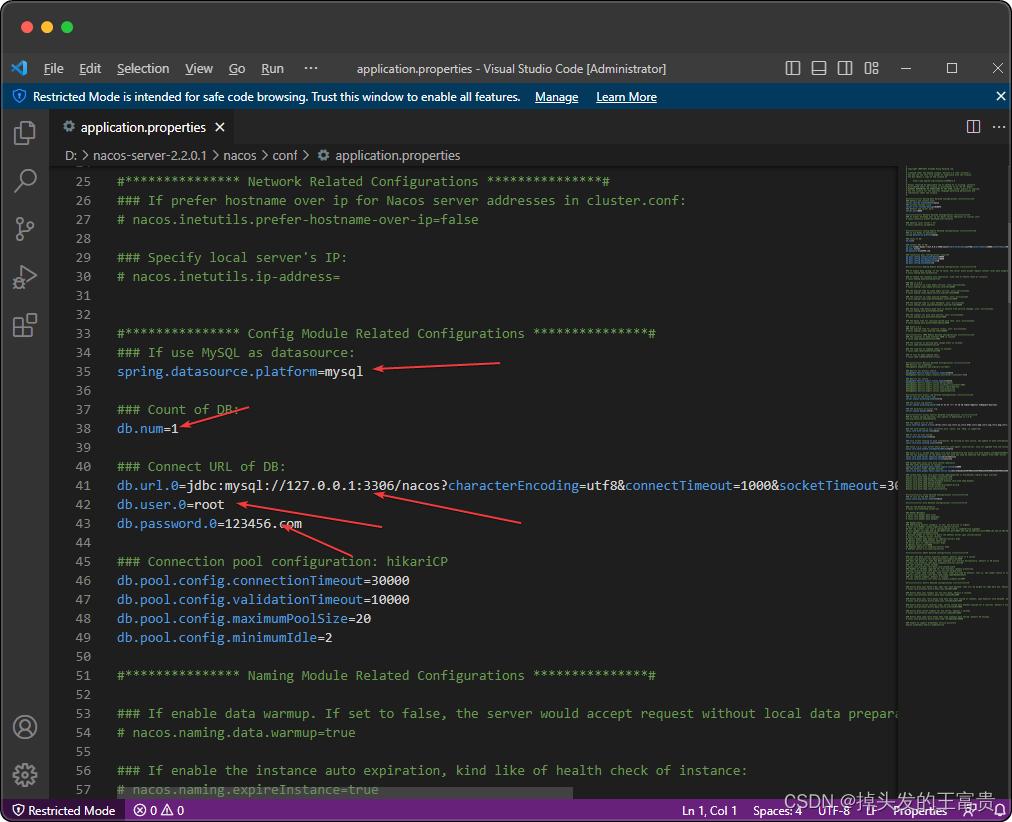 File Edit Selection View Go Run ··· application.properties - Visual Studio Code [Administrator]
Restricted Mode is intended for safe code browsing. Trust this window to enable all features. Manage Learn More
application.properties
D: > nacos-server-2.2.0.1 > nacos > conf > application.properties
25 #*************** Network Related Configurations ***************#
26 ### If prefer hostname over ip for Nacos server addresses in cluster.conf:
27 # nacos.inetutils.prefer-hostname-over-ip=false
28
29 ### Specify local server's IP:
30 # nacos.inetutils.ip-address=
31
32
33 #*************** Config Module Related Configurations ***************#
34 ### If use MySQL as datasource:
35 spring.datasource.platform=mysql
36
37 ### Count of DB:
38 db.num=1
39
40 ### Connect URL of DB:
41 db.url.0=jdbc:mysql://127.0.0.1:3306/nacos?characterEncoding=utf8&connectTimeout=1000&socketTimeout=30
42 db.user.0=root
43 db.password.0=123456.com
44
45 ### Connection pool configuration: hikariCP
46 db.pool.config.connectionTimeout=30000
47 db.pool.config.validationTimeout=10000
48 db.pool.config.maximumPoolSize=20
49 db.pool.config.minimumIdle=2
50
51 #*************** Naming Module Related Configurations ***************#
52
53 ### If enable data warmup. If set to false, the server would accept request without local data prepara
54 # nacos.naming.data.warmup=true
55
56 ### If enable the instance auto expiration, kind like of health check of instance:
57 # nacos.naming.expireInstance=true
Restricted Mode 0 0 Ln 1, Col 1 Spaces: 4 UTF-8 LF Properties
CSDN @掉头发的王富贵